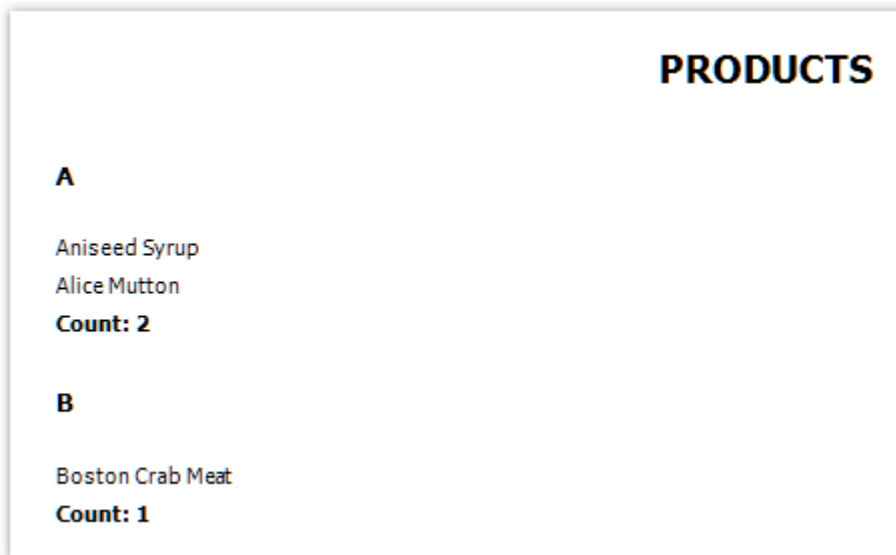 PRODUCTS
A
Aniseed Syrup
Alice Mutton
Count: 2
B
Boston Crab Meat
Count: 1